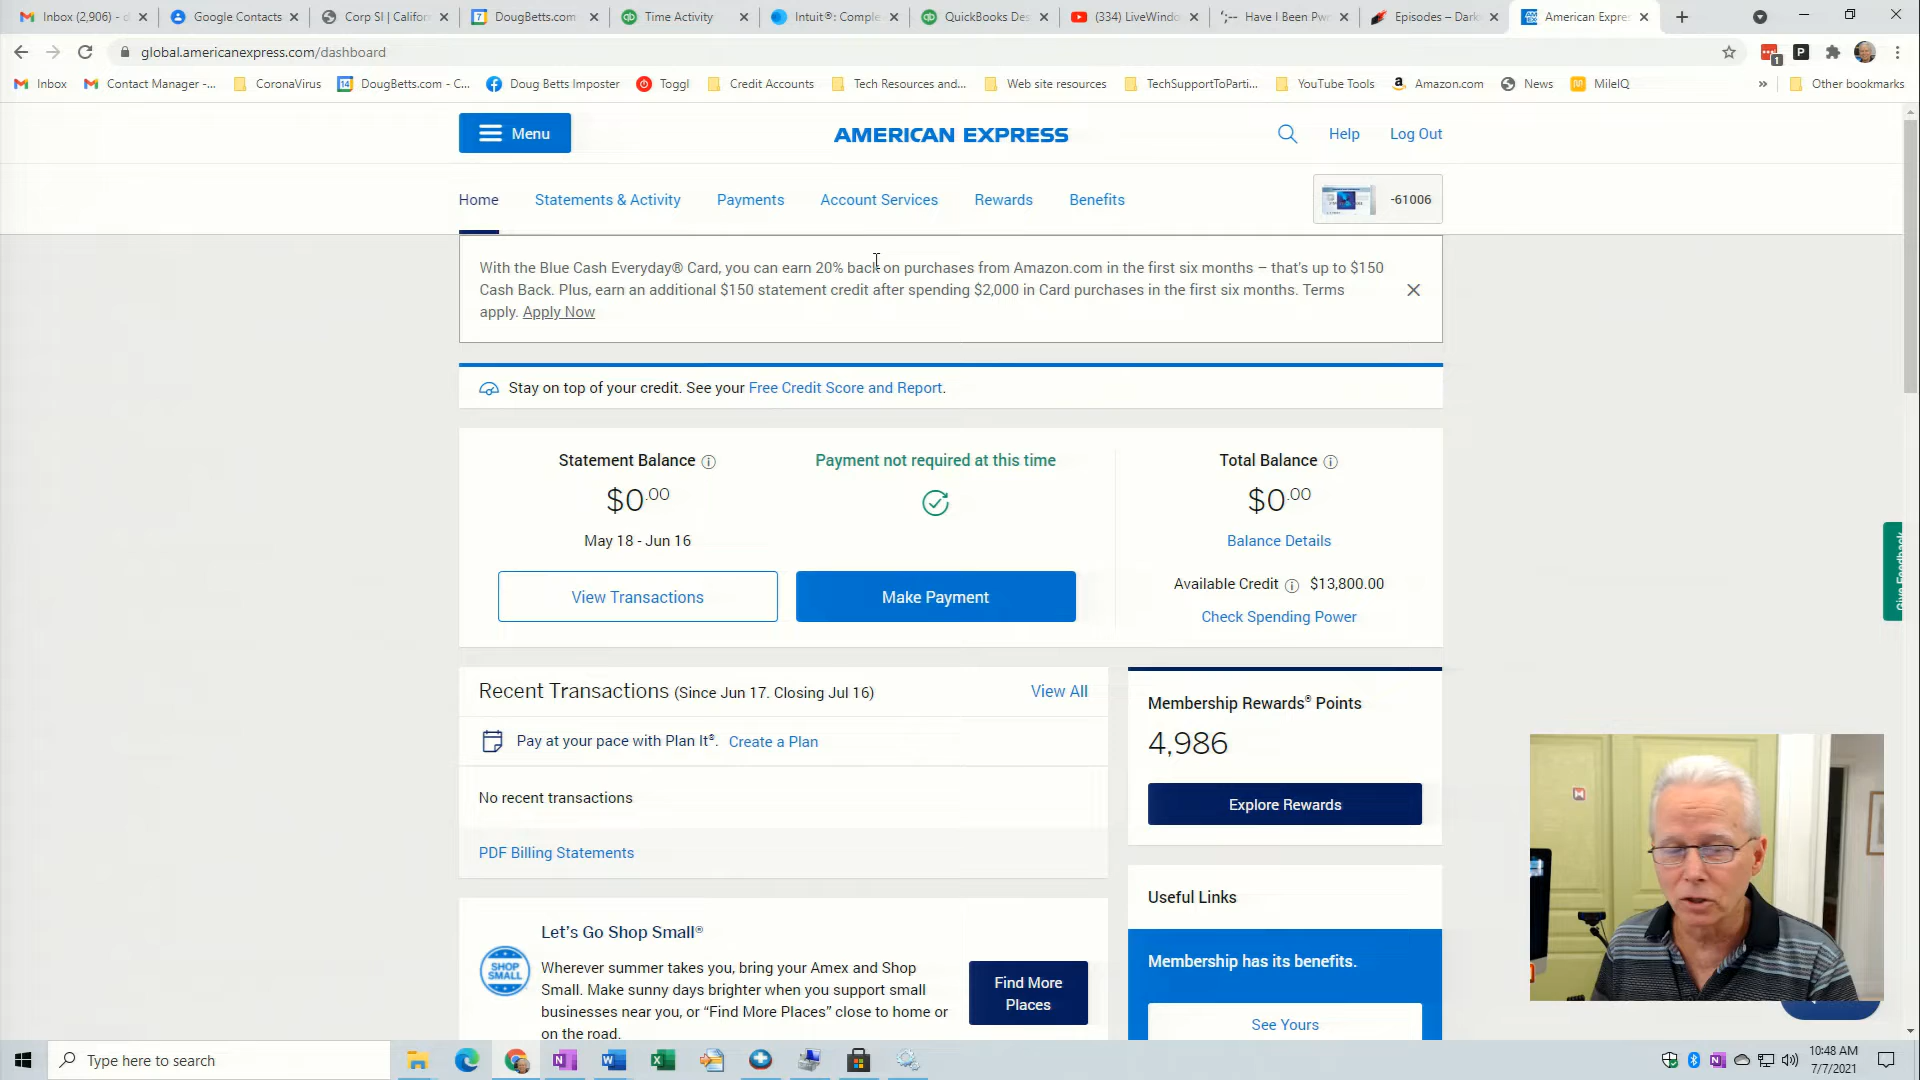 Inbox (2,906) - d
Google Contacts
Corp SI | Califor
DougBetts.com
Time Activity
Intuit®: Comple
QuickBooks Des
(334) LiveWindo
Have I Been Pw
Episodes – Dark
American Expre
global.americanexpress.com/dashboard
Inbox
Contact Manager -...
CoronaVirus
DougBetts.com - C...
Doug Betts Imposter
Toggl
Credit Accounts
Tech Resources and...
Web site resources
TechSupportToParti...
YouTube Tools
Amazon.com
News
MileIQ
»
Other bookmarks
Menu
AMERICAN EXPRESS
Help
Log Out
Home
Statements & Activity
Payments
Account Services
Rewards
Benefits
-61006
With the Blue Cash Everyday® Card, you can earn 20% back on purchases from Amazon.com in the first six months – that's up to $150
Cash Back. Plus, earn an additional $150 statement credit after spending $2,000 in Card purchases in the first six months. Terms
apply. Apply Now
Stay on top of your credit. See your Free Credit Score and Report.
Statement Balance
$0.00
May 18 - Jun 16
View Transactions
Payment not required at this time
Make Payment
Total Balance
$0.00
Balance Details
Available Credit $13,800.00
Check Spending Power
Give Feedback
Recent Transactions (Since Jun 17. Closing Jul 16)
View All
Pay at your pace with Plan It®. Create a Plan
No recent transactions
PDF Billing Statements
Membership Rewards® Points
4,986
Explore Rewards
Useful Links
Membership has its benefits.
See Yours
Let's Go Shop Small®
SHOP
SMALL
Wherever summer takes you, bring your Amex and Shop
Small. Make sunny days brighter when you support small
businesses near you, or “Find More Places” close to home or
on the road.
Find More
Places
Type here to search
10:48 AM
7/7/2021